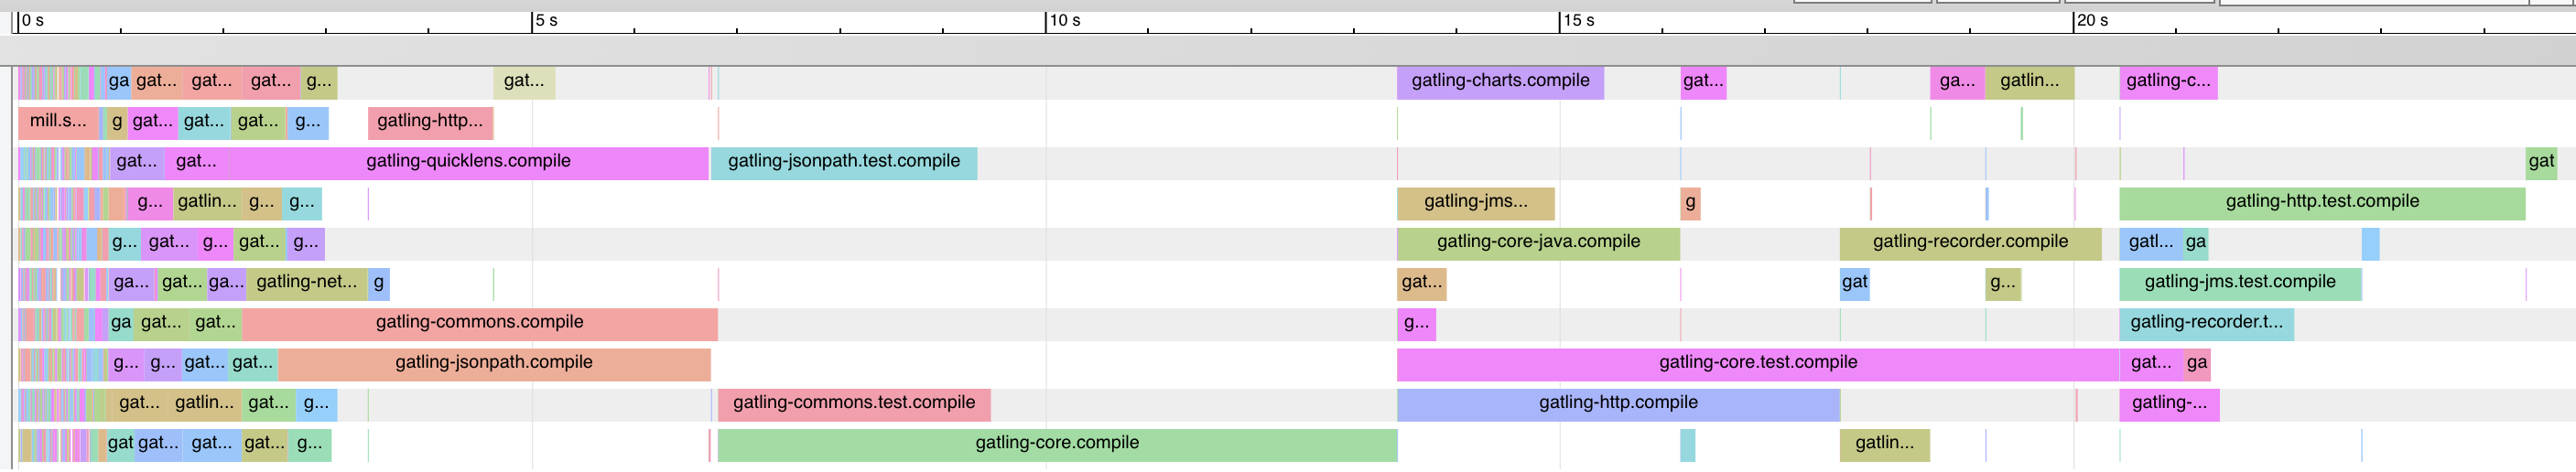 0 s 5 s 10 s 15 s 20 s
ga gat... gat... gat... g... gat... gatling-charts.compile gat... ga... gatlin... gatling-c...
mill.s... g gat... gat... gat... g... gatling-http...
gat... gat... gatling-quicklens.compile gatling-jsonpath.test.compile gat
g... gatlin... g... g... gatling-jms... g gatling-http.test.compile
g... gat... g... gat... g... gatling-core-java.compile gatling-recorder.compile gatl... ga
ga... gat... ga... gatling-net... g gat... gat g... gatling-jms.test.compile
ga gat... gat... gatling-commons.compile g... gatling-recorder.t...
g... g... gat... gat... gatling-jsonpath.compile gatling-core.test.compile gat... ga
gat... gatlin... gat... g... gatling-commons.test.compile gatling-http.compile gatling-...
gat gat... gat... gat... g... gatling-core.compile gatlin...